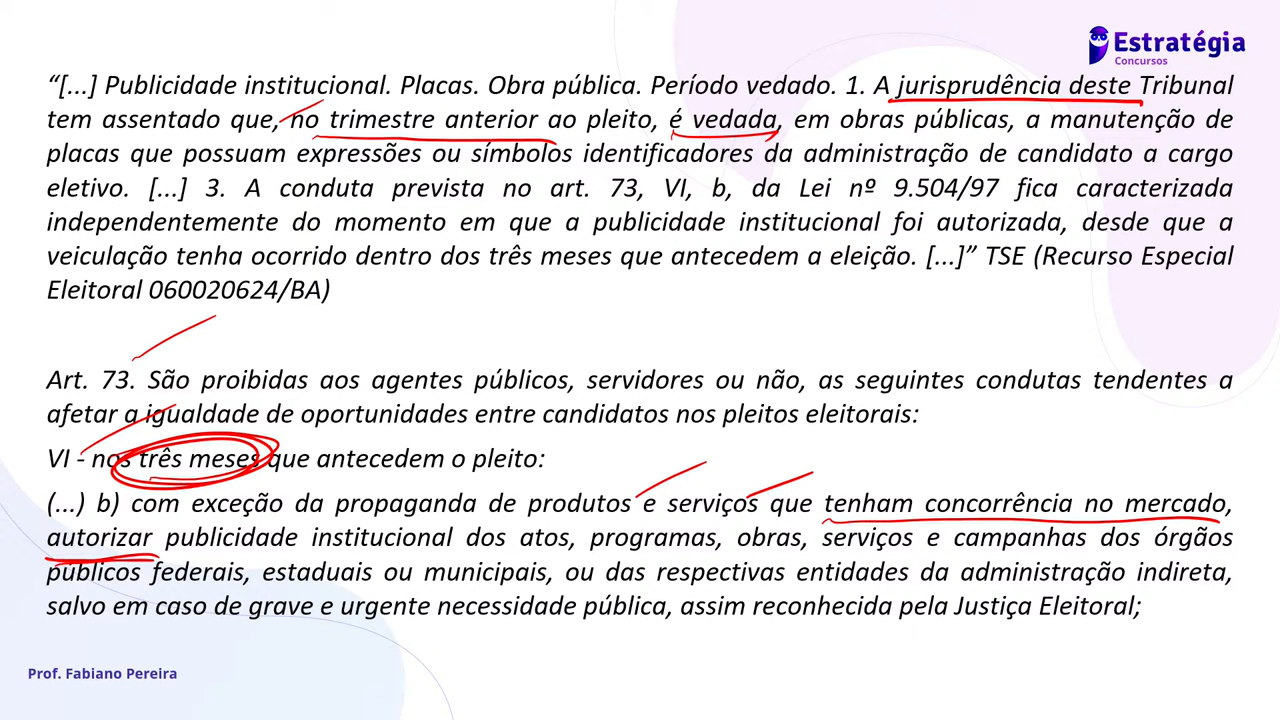 Estratégia
Concursos
“[...] Publicidade institucional. Placas. Obra pública. Período vedado. 1. A jurisprudência deste Tribunal
tem assentado que, no trimestre anterior ao pleito, é vedada, em obras públicas, a manutenção de
placas que possuam expressões ou símbolos identificadores da administração de candidato a cargo
eletivo. [...] 3. A conduta prevista no art. 73, VI, b, da Lei nº 9.504/97 fica caracterizada
independentemente do momento em que a publicidade institucional foi autorizada, desde que a
veiculação tenha ocorrido dentro dos três meses que antecedem a eleição. [...]” TSE (Recurso Especial
Eleitoral 060020624/BA)
Art. 73. São proibidas aos agentes públicos, servidores ou não, as seguintes condutas tendentes a
afetar a igualdade de oportunidades entre candidatos nos pleitos eleitorais:
VI - nos três meses que antecedem o pleito:
(...) b) com exceção da propaganda de produtos e serviços que tenham concorrência no mercado,
autorizar publicidade institucional dos atos, programas, obras, serviços e campanhas dos órgãos
públicos federais, estaduais ou municipais, ou das respectivas entidades da administração indireta,
salvo em caso de grave e urgente necessidade pública, assim reconhecida pela Justiça Eleitoral;
Prof. Fabiano Pereira